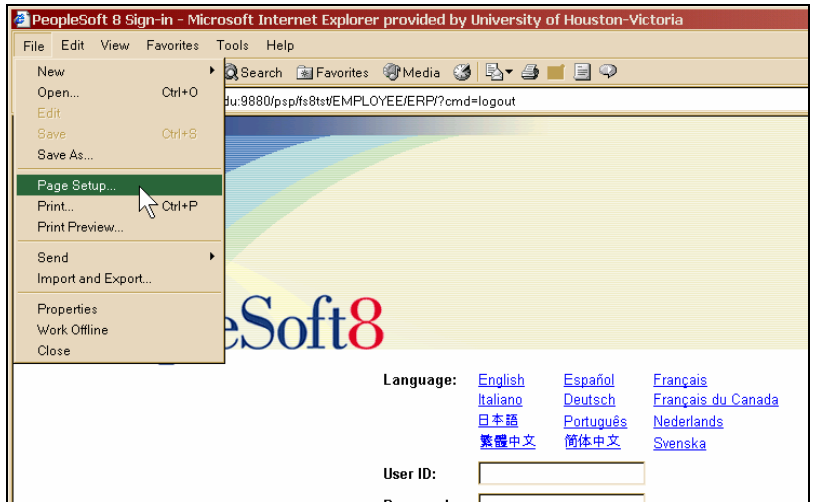 PeopleSoft 8 Sign-in - Microsoft Internet Explorer provided by University of Houston-Victoria
File Edit View Favorites Tools Help
Search Favorites Media
du:9880/psp/fs8tst/EMPLOYEE/ERP/?cmd=logout
New
Open... Ctrl+O
Edit
Save Ctrl+S
Save As...
Page Setup...
Print... Ctrl+P
Print Preview...
Send
Import and Export...
Properties
Work Offline
Close
eSoft8
Language: English Español Français
Italiano Deutsch Français du Canada
日本語 Português Nederlands
繁體中文 简体中文 Svenska
User ID: